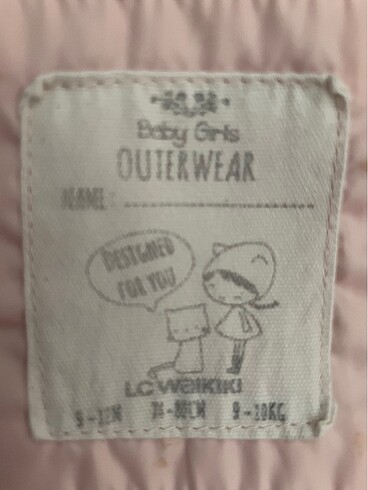 Baby Girls
OUTERWEAR
NAME:
DESIGNED
FOR YOU
LC WAIKIKI
9-12M 74-80CM 9-10KG